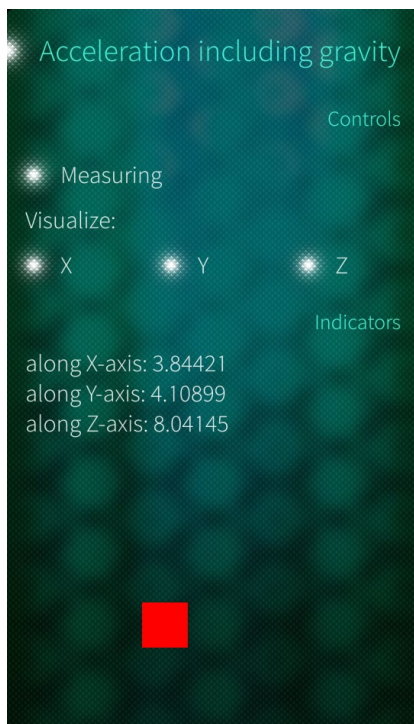 Acceleration including gravity
Controls
Measuring
Visualize:
X Y Z
Indicators
along X-axis: 3.84421
along Y-axis: 4.10899
along Z-axis: 8.04145